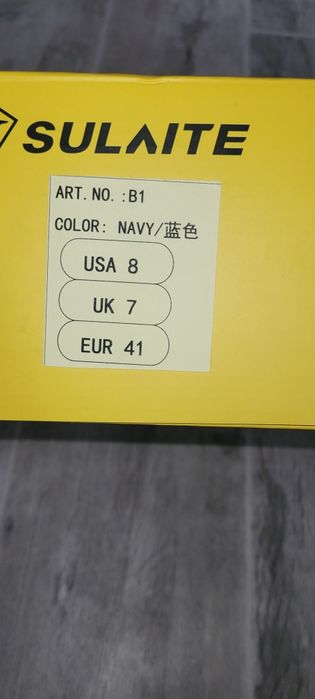 SULAITE
ART.NO.:B1
COLOR: NAVY/蓝色
USA 8
UK 7
EUR 41